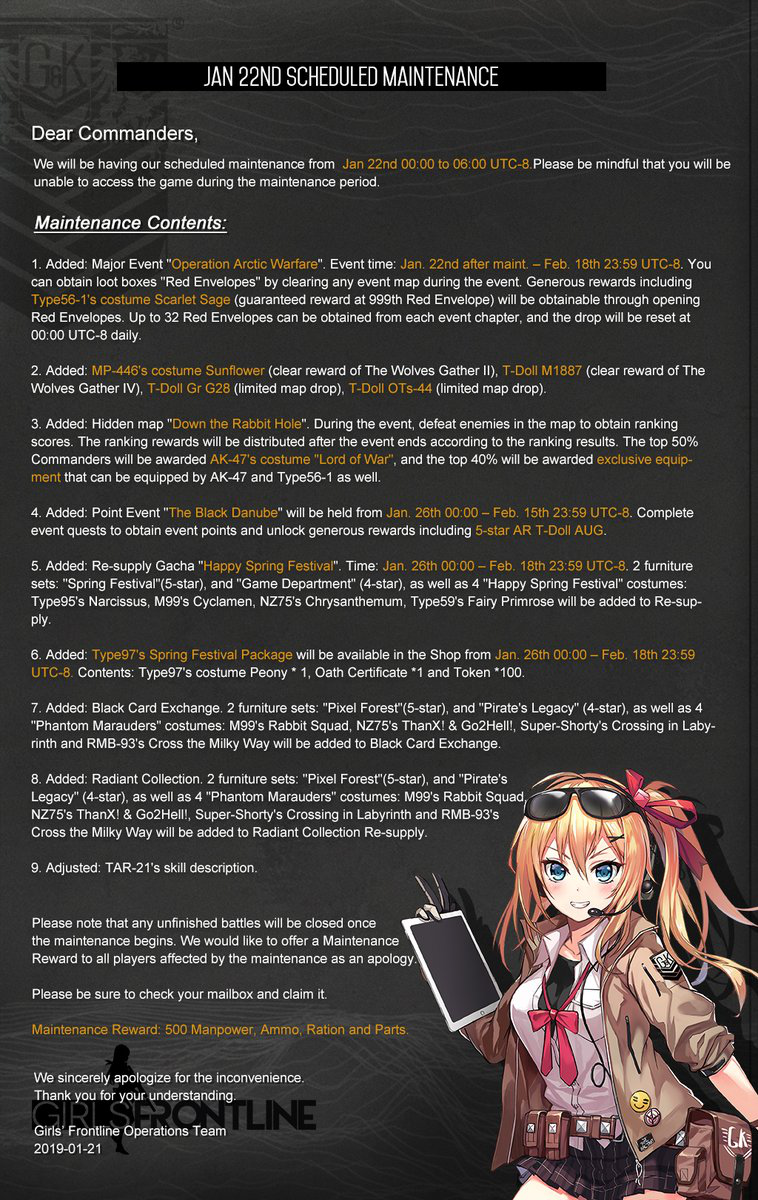 G&K
JAN 22ND SCHEDULED MAINTENANCE
Dear Commanders,
We will be having our scheduled maintenance from Jan 22nd 00:00 to 06:00 UTC-8.Please be mindful that you will be
unable to access the game during the maintenance period.
Maintenance Contents:
1. Added: Major Event "Operation Arctic Warfare". Event time: Jan. 22nd after maint. – Feb. 18th 23:59 UTC-8. You
can obtain loot boxes "Red Envelopes" by clearing any event map during the event. Generous rewards including
Type56-1's costume Scarlet Sage (guaranteed reward at 999th Red Envelope) will be obtainable through opening
Red Envelopes. Up to 32 Red Envelopes can be obtained from each event chapter, and the drop will be reset at
00:00 UTC-8 daily.
2. Added: MP-446's costume Sunflower (clear reward of The Wolves Gather II), T-Doll M1887 (clear reward of The
Wolves Gather IV), T-Doll Gr G28 (limited map drop), T-Doll OTs-44 (limited map drop).
3. Added: Hidden map "Down the Rabbit Hole". During the event, defeat enemies in the map to obtain ranking
scores. The ranking rewards will be distributed after the event ends according to the ranking results. The top 50%
Commanders will be awarded AK-47's costume "Lord of War", and the top 40% will be awarded exclusive equip-
ment that can be equipped by AK-47 and Type56-1 as well.
4. Added: Point Event "The Black Danube" will be held from Jan. 26th 00:00 – Feb. 15th 23:59 UTC-8. Complete
event quests to obtain event points and unlock generous rewards including 5-star AR T-Doll AUG.
5. Added: Re-supply Gacha "Happy Spring Festival". Time: Jan. 26th 00:00 – Feb. 18th 23:59 UTC-8. 2 furniture
sets: "Spring Festival"(5-star), and "Game Department" (4-star), as well as 4 "Happy Spring Festival" costumes:
Type95's Narcissus, M99's Cyclamen, NZ75's Chrysanthemum, Type59's Fairy Primrose will be added to Re-sup-
ply.
6. Added: Type97's Spring Festival Package will be available in the Shop from Jan. 26th 00:00 – Feb. 18th 23:59
UTC-8. Contents: Type97's costume Peony * 1, Oath Certificate *1 and Token *100.
7. Added: Black Card Exchange. 2 furniture sets: "Pixel Forest"(5-star), and "Pirate's Legacy" (4-star), as well as 4
"Phantom Marauders" costumes: M99's Rabbit Squad, NZ75's ThanX! & Go2Hell!, Super-Shorty's Crossing in Laby-
rinth and RMB-93's Cross the Milky Way will be added to Black Card Exchange.
8. Added: Radiant Collection. 2 furniture sets: "Pixel Forest"(5-star), and "Pirate's
Legacy" (4-star), as well as 4 "Phantom Marauders" costumes: M99's Rabbit Squad,
NZ75's ThanX! & Go2Hell!, Super-Shorty's Crossing in Labyrinth and RMB-93's
Cross the Milky Way will be added to Radiant Collection Re-supply.
9. Adjusted: TAR-21's skill description.
Please note that any unfinished battles will be closed once
the maintenance begins. We would like to offer a Maintenance
Reward to all players affected by the maintenance as an apology.
Please be sure to check your mailbox and claim it.
Maintenance Reward: 500 Manpower, Ammo, Ration and Parts.
We sincerely apologize for the inconvenience.
Thank you for your understanding.
GIRLS'FRONTLINE
Girls' Frontline Operations Team
2019-01-21
GK